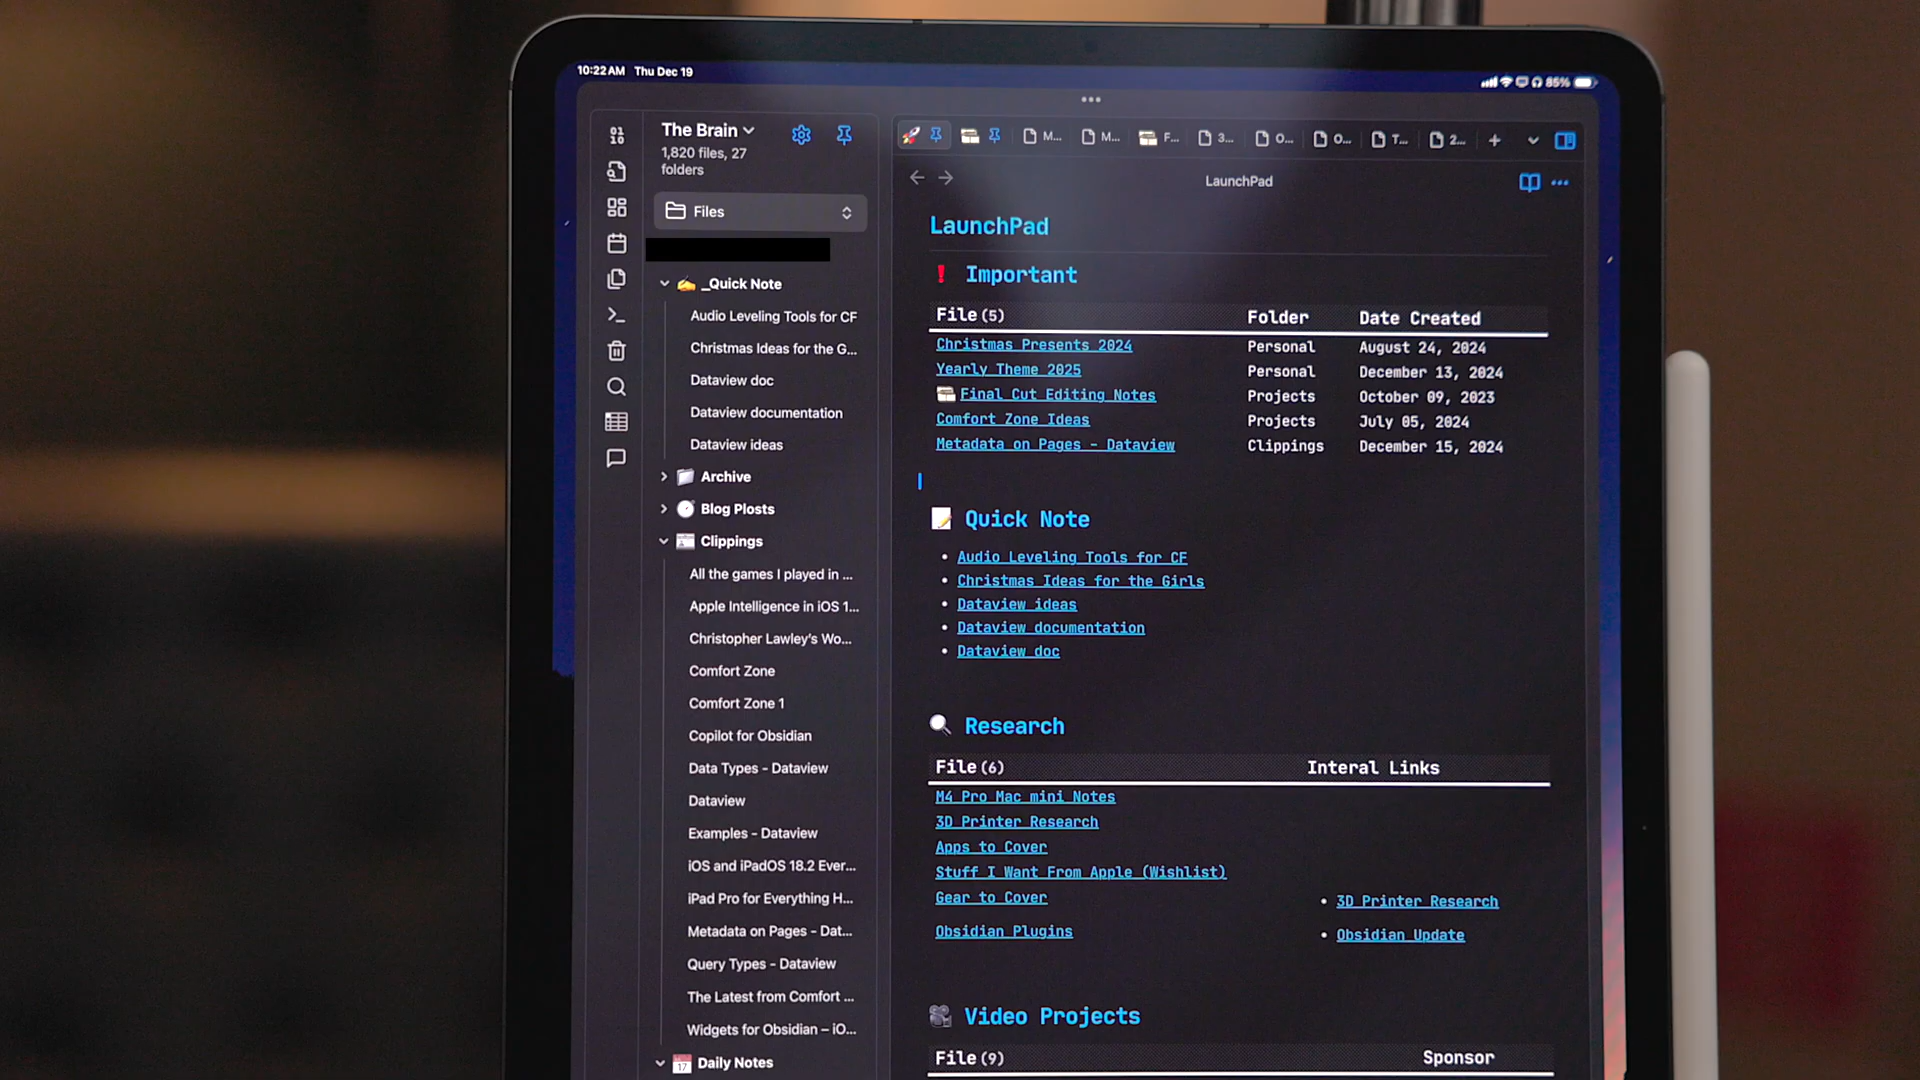 10:22 AM Thu Dec 19
85%
The Brain
1,820 files, 27
folders
Files
_Quick Note
Audio Leveling Tools for CF
Christmas Ideas for the G...
Dataview doc
Dataview documentation
Dataview ideas
Archive
Blog Plosts
Clippings
All the games I played in ...
Apple Intelligence in iOS 1...
Christopher Lawley's Wo...
Comfort Zone
Comfort Zone 1
Copilot for Obsidian
Data Types - Dataview
Dataview
Examples - Dataview
iOS and iPadOS 18.2 Ever...
iPad Pro for Everything H...
Metadata on Pages - Dat...
Query Types - Dataview
The Latest from Comfort ...
Widgets for Obsidian – iO...
Daily Notes
M... M... F... 3... O... O... T... 2...
LaunchPad
LaunchPad
Important
File (5) Folder Date Created
Christmas Presents 2024 Personal August 24, 2024
Yearly Theme 2025 Personal December 13, 2024
Final Cut Editing Notes Projects October 09, 2023
Comfort Zone Ideas Projects July 05, 2024
Metadata on Pages - Dataview Clippings December 15, 2024
Quick Note
• Audio Leveling Tools for CF
• Christmas Ideas for the Girls
• Dataview ideas
• Dataview documentation
• Dataview doc
Research
File (6) Interal Links
M4 Pro Mac mini Notes
3D Printer Research
Apps to Cover
Stuff I Want From Apple (Wishlist)
Gear to Cover • 3D Printer Research
Obsidian Plugins • Obsidian Update
Video Projects
File (9) Sponsor